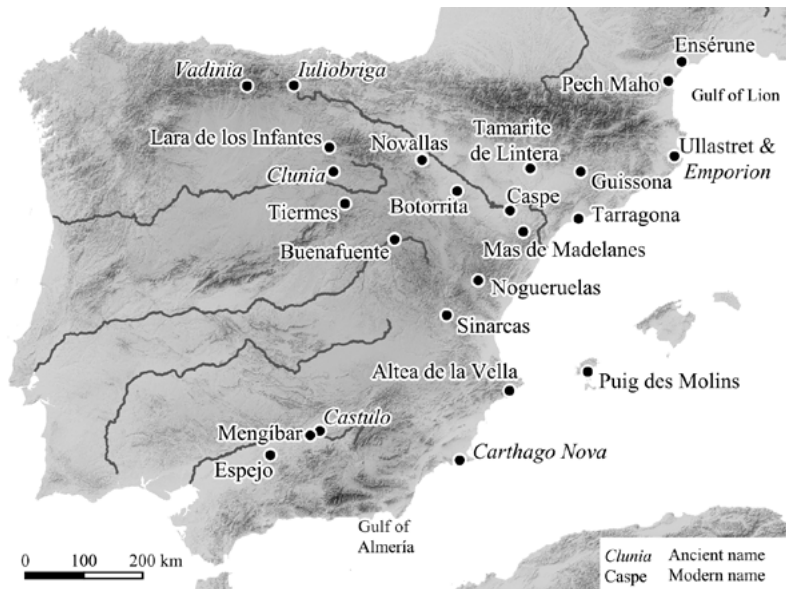 Ensérune
Vadinia
Iuliobriga
Pech Maho
Gulf of Lion
Lara de los Infantes
Novallas
Tamarite
de Lintera
Ullastret &
Emporion
Clunia
Guissona
Tiermes
Botorrita
Caspe
Tarragona
Buenafuente
Mas de Madelanes
Nogueruelas
Sinarcas
Altea de la Vella
Puig des Molins
Castulo
Mengíbar
Espejo
Carthago Nova
Gulf of
Almería
0 100 200 km
Clunia Ancient name
Caspe Modern name